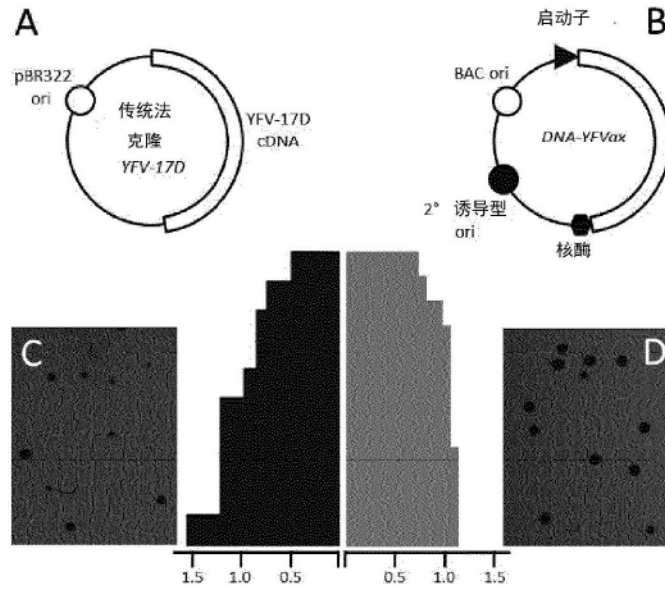 A
B
启动子
pBR322
ori
BAC ori
传统法
克隆
YFV-17D
YFV-17D
cDNA
DNA-YFVax
2° 诱导型
ori
核酶
C
D
1.5 1.0 0.5
0.5 1.0 1.5